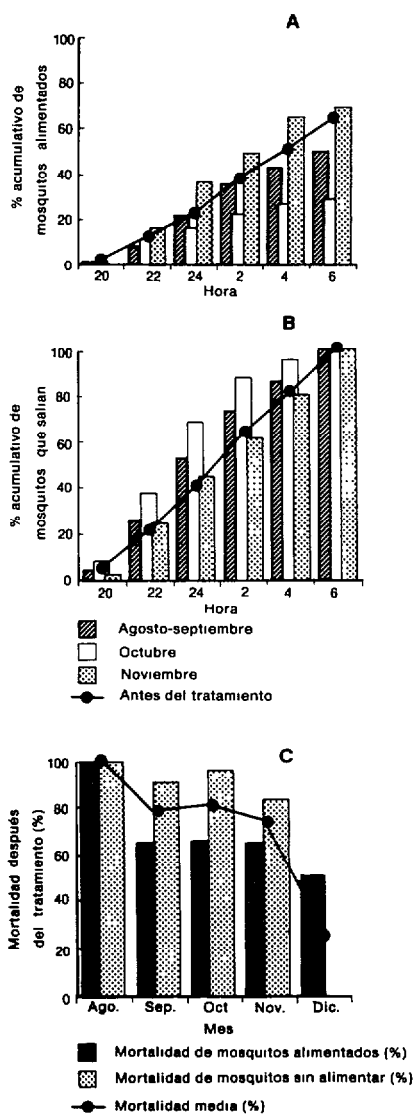 A
% acumulativo de
mosquitos alimentados
100
80
60
40
20
0
20 22 24 2 4 6
Hora
B
% acumulativo de
mosquitos que salían
100
80
60
40
20
0
20 22 24 2 4 6
Hora
Agosto-septiembre
Octubre
Noviembre
Antes del tratamiento
C
Mortalidad después
del tratamiento (%)
100
80
60
40
20
0
Ago. Sep. Oct Nov. Dic.
Mes
Mortalidad de mosquitos alimentados (%)
Mortalidad de mosquitos sin alimentar (%)
Mortalidad media (%)